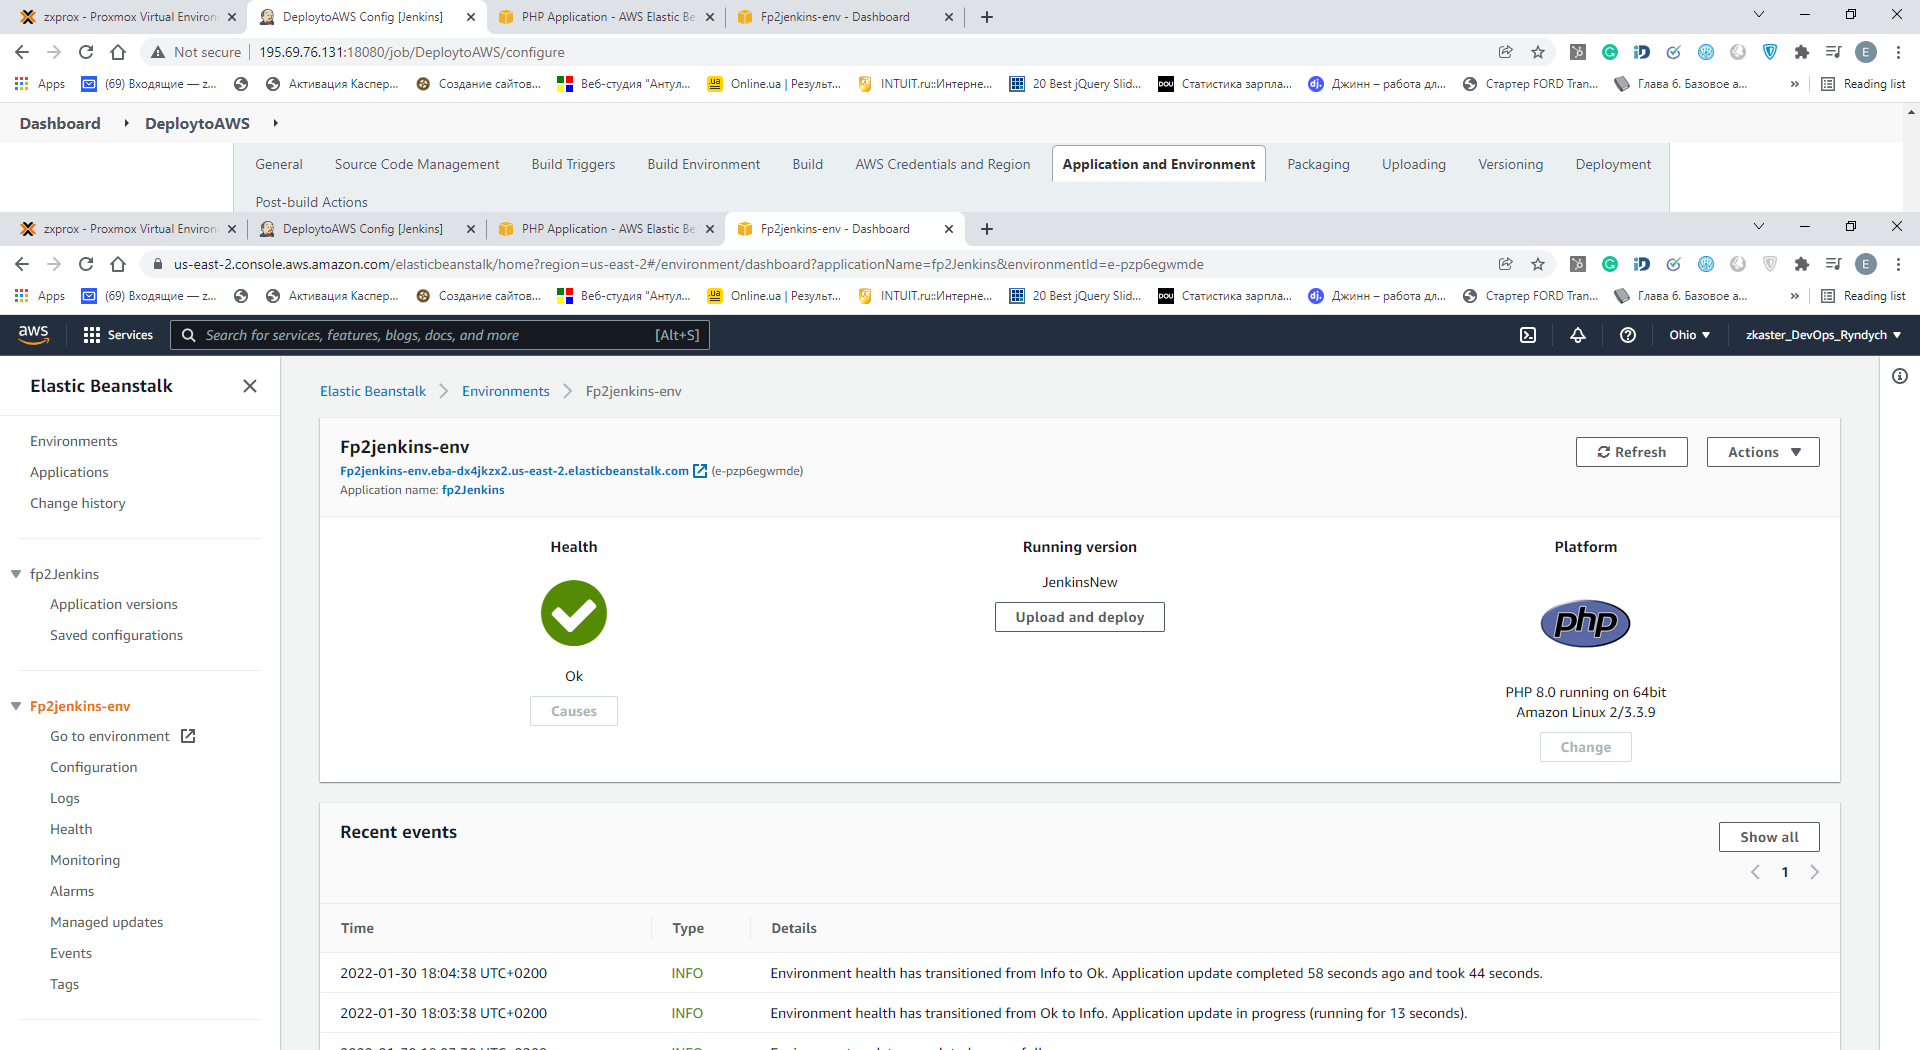 zxprox - Proxmox Virtual Environ
DeploytoAWS Config [Jenkins]
PHP Application - AWS Elastic Be
Fp2jenkins-env - Dashboard
Not secure 195.69.76.131:18080/job/DeploytoAWS/configure
E
Apps
(69) Входящие — z...
Активация Каспер...
Создание сайтов...
Веб-студия "Антул...
Online.ua | Результ...
INTUIT.ru::Интерне...
20 Best jQuery Slid...
DOU Статистика зарпла...
dj. Джинн – работа дл...
Стартер FORD Tran...
Глава 6. Базовое а...
»
Reading list
Dashboard DeploytoAWS
General Source Code Management Build Triggers Build Environment Build AWS Credentials and Region Application and Environment Packaging Uploading Versioning Deployment
Post-build Actions
zxprox - Proxmox Virtual Environ
DeploytoAWS Config [Jenkins]
PHP Application - AWS Elastic Be
Fp2jenkins-env - Dashboard
us-east-2.console.aws.amazon.com/elasticbeanstalk/home?region=us-east-2#/environment/dashboard?applicationName=fp2Jenkins&environmentId=e-pzp6egwmde
E
Apps
(69) Входящие — z...
Активация Каспер...
Создание сайтов...
Веб-студия "Антул...
Online.ua | Результ...
INTUIT.ru::Интерне...
20 Best jQuery Slid...
DOU Статистика зарпла...
dj. Джинн – работа дл...
Стартер FORD Tran...
Глава 6. Базовое а...
»
Reading list
aws Services Search for services, features, blogs, docs, and more [Alt+S] Ohio zkaster_DevOps_Ryndych
Elastic Beanstalk
Environments
Applications
Change history
fp2Jenkins
Application versions
Saved configurations
Fp2jenkins-env
Go to environment
Configuration
Logs
Health
Monitoring
Alarms
Managed updates
Events
Tags
Elastic Beanstalk Environments Fp2jenkins-env
Fp2jenkins-env
Fp2jenkins-env.eba-dx4jkzx2.us-east-2.elasticbeanstalk.com (e-pzp6egwmde)
Application name: fp2Jenkins
Refresh Actions
Health
Ok
Causes
Running version
JenkinsNew
Upload and deploy
Platform
php
PHP 8.0 running on 64bit
Amazon Linux 2/3.3.9
Change
Recent events
Show all
1
Time Type Details
2022-01-30 18:04:38 UTC+0200 INFO Environment health has transitioned from Info to Ok. Application update completed 58 seconds ago and took 44 seconds.
2022-01-30 18:03:38 UTC+0200 INFO Environment health has transitioned from Ok to Info. Application update in progress (running for 13 seconds).